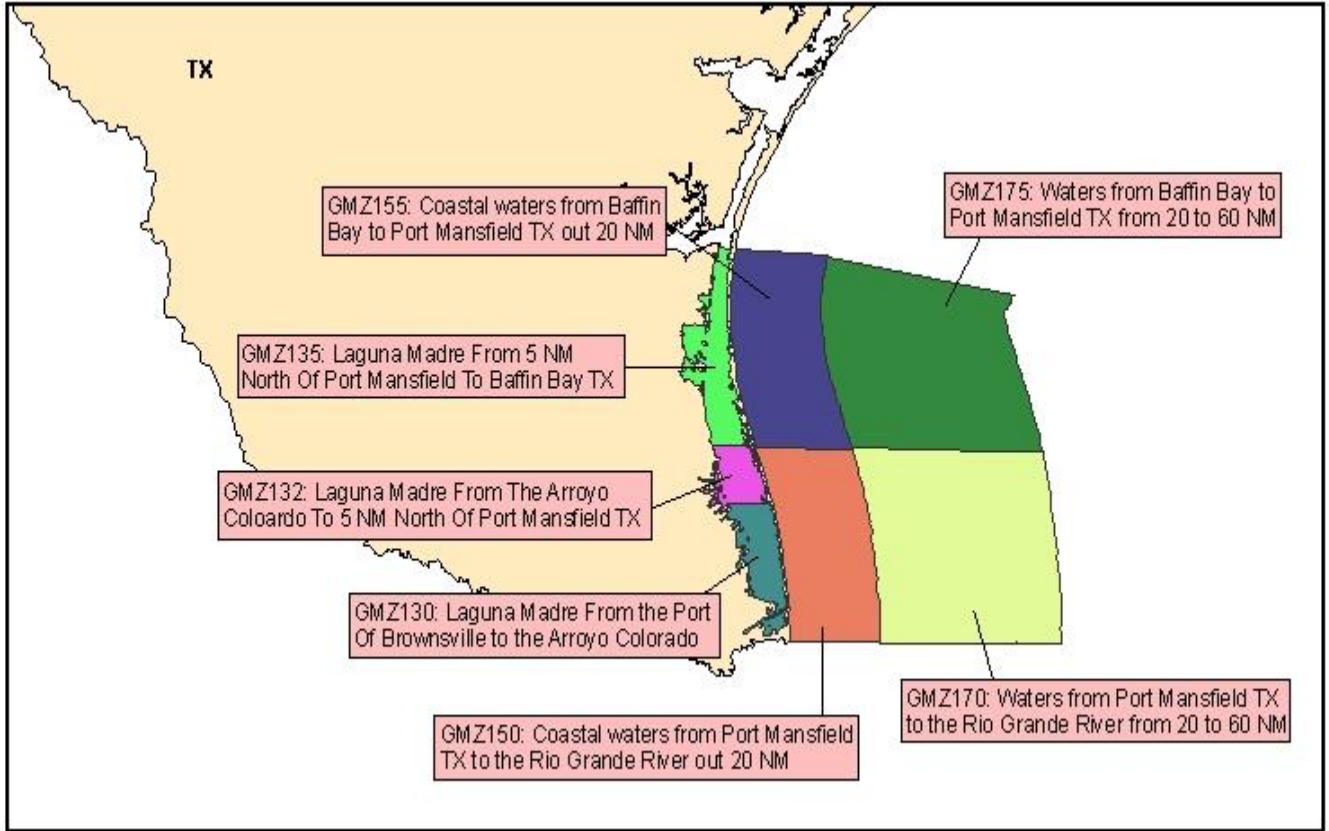 TX
GMZ155: Coastal waters from Baffin
Bay to Port Mansfield TX out 20 NM
GMZ175: Waters from Baffin Bay to
Port Mansfield TX from 20 to 60 NM
GMZ135: Laguna Madre From 5 NM
North Of Port Mansfield To Baffin Bay TX
GMZ132: Laguna Madre From The Arroyo
Coloardo To 5 NM North Of Port Mansfield TX
GMZ130: Laguna Madre From the Port
Of Brownsville to the Arroyo Colorado
GMZ170: Waters from Port Mansfield TX
to the Rio Grande River from 20 to 60 NM
GMZ150: Coastal waters from Port Mansfield
TX to the Rio Grande River out 20 NM